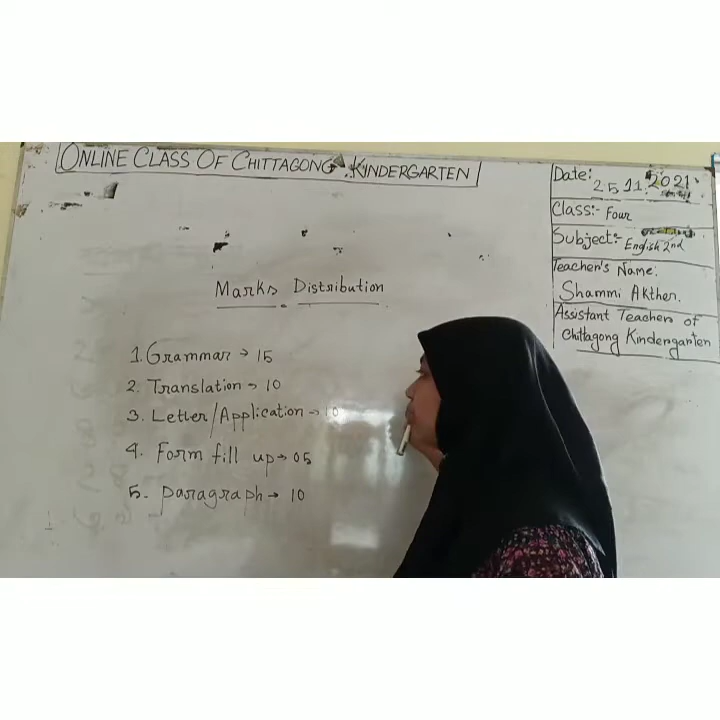 ONLINE CLASS OF CHITTAGONG KINDERGARTEN
Date: 25.11.2021
Class:- Four
Subject:- English 2nd
Teacher's Name:
Shammi Akther.
Assistant Teacher of
Chittagong Kindergarten
Marks Distribution
1. Grammar → 15
2. Translation → 10
3. Letter/Application → 10
4. Form fill up → 05
5. Paragraph → 10